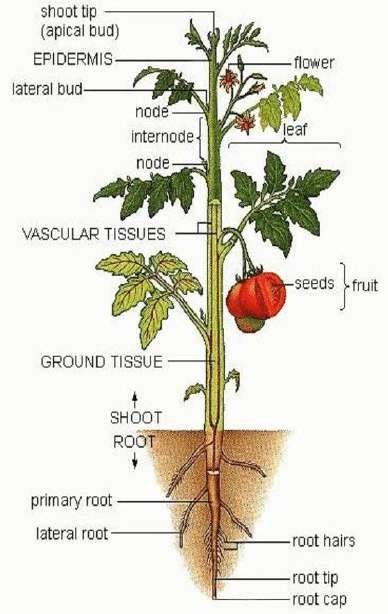 shoot tip
(apical bud)
EPIDERMIS
flower
lateral bud
node
internode
leaf
node
VASCULAR TISSUES
seeds
fruit
GROUND TISSUE
SHOOT
ROOT
primary root
lateral root
root hairs
root tip
root cap